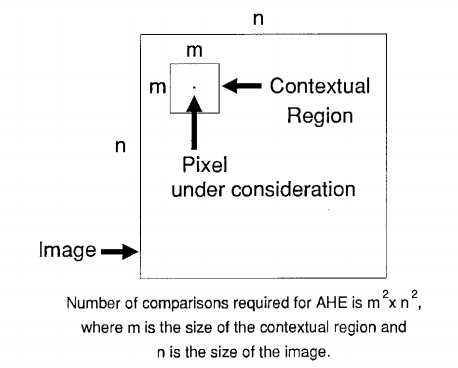 n
m
m
Contextual
Region
n
Pixel
under consideration
Image
Number of comparisons required for AHE is m²x n²,
where m is the size of the contextual region and
n is the size of the image.